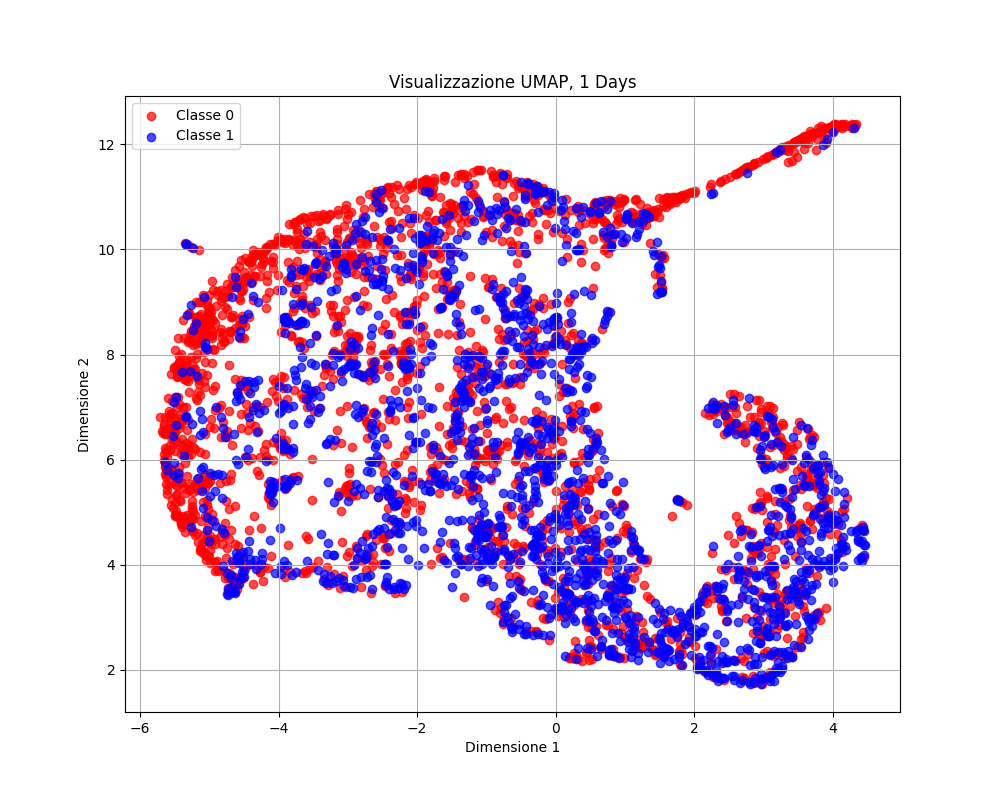 Visualizzazione UMAP, 1 Days
Classe 0
Classe 1
12
10
8
6
4
2
Dimensione 2
−6
−4
−2
0
2
4
Dimensione 1